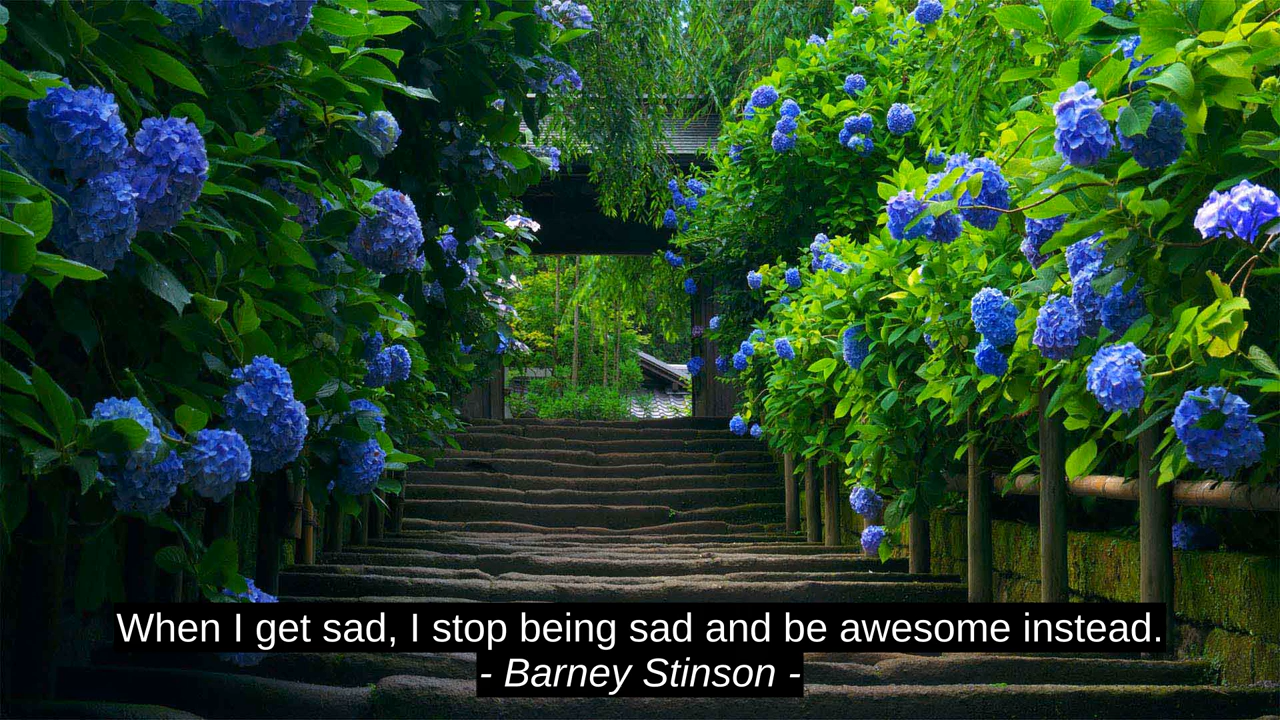 When I get sad, I stop being sad and be awesome instead.
- Barney Stinson -